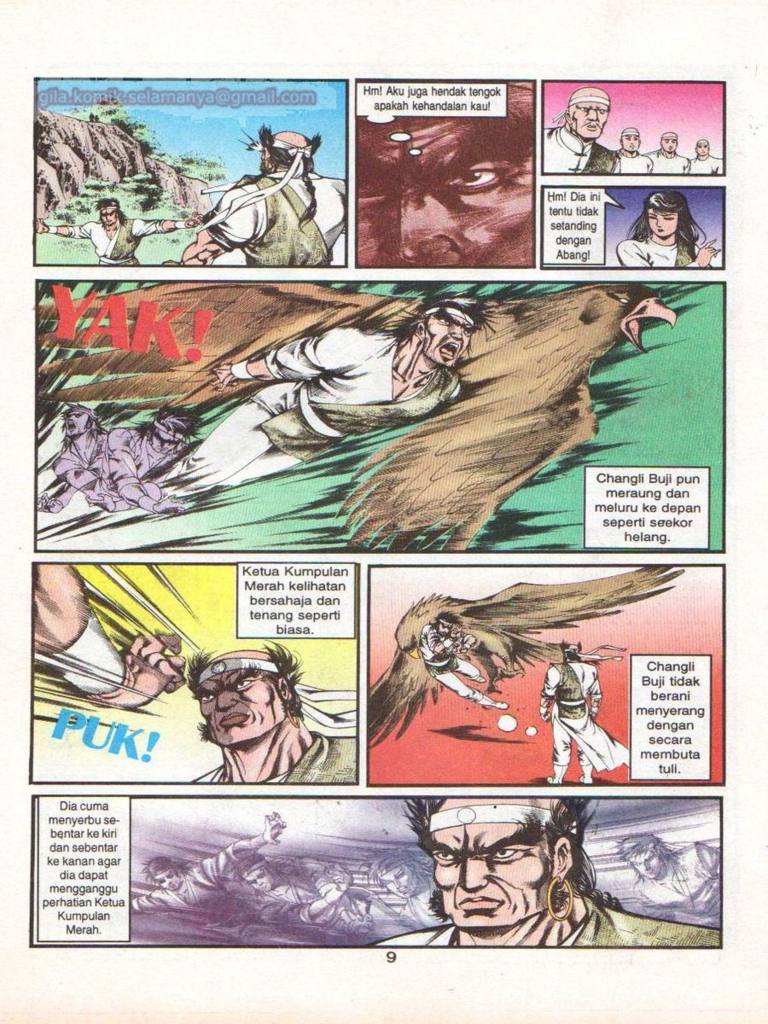 gila.komik.selamanya@gmail.com
Hm! Aku juga hendak tengok
apakah kehandalan kau!
Hm! Dia ini
tentu tidak
setanding
dengan
Abang!
YAK!
Changli Buji pun
meraung dan
meluru ke depan
seperti seekor
helang.
Ketua Kumpulan
Merah kelihatan
bersahaja dan
tenang seperti
biasa.
PUK!
Changli
Buji tidak
berani
menyerang
dengan
secara
membuta
tuli.
Dia cuma
menyerbu se-
bentar ke kiri
dan sebentar
ke kanan agar
dia dapat
mengganggu
perhatian Ketua
Kumpulan
Merah.
9